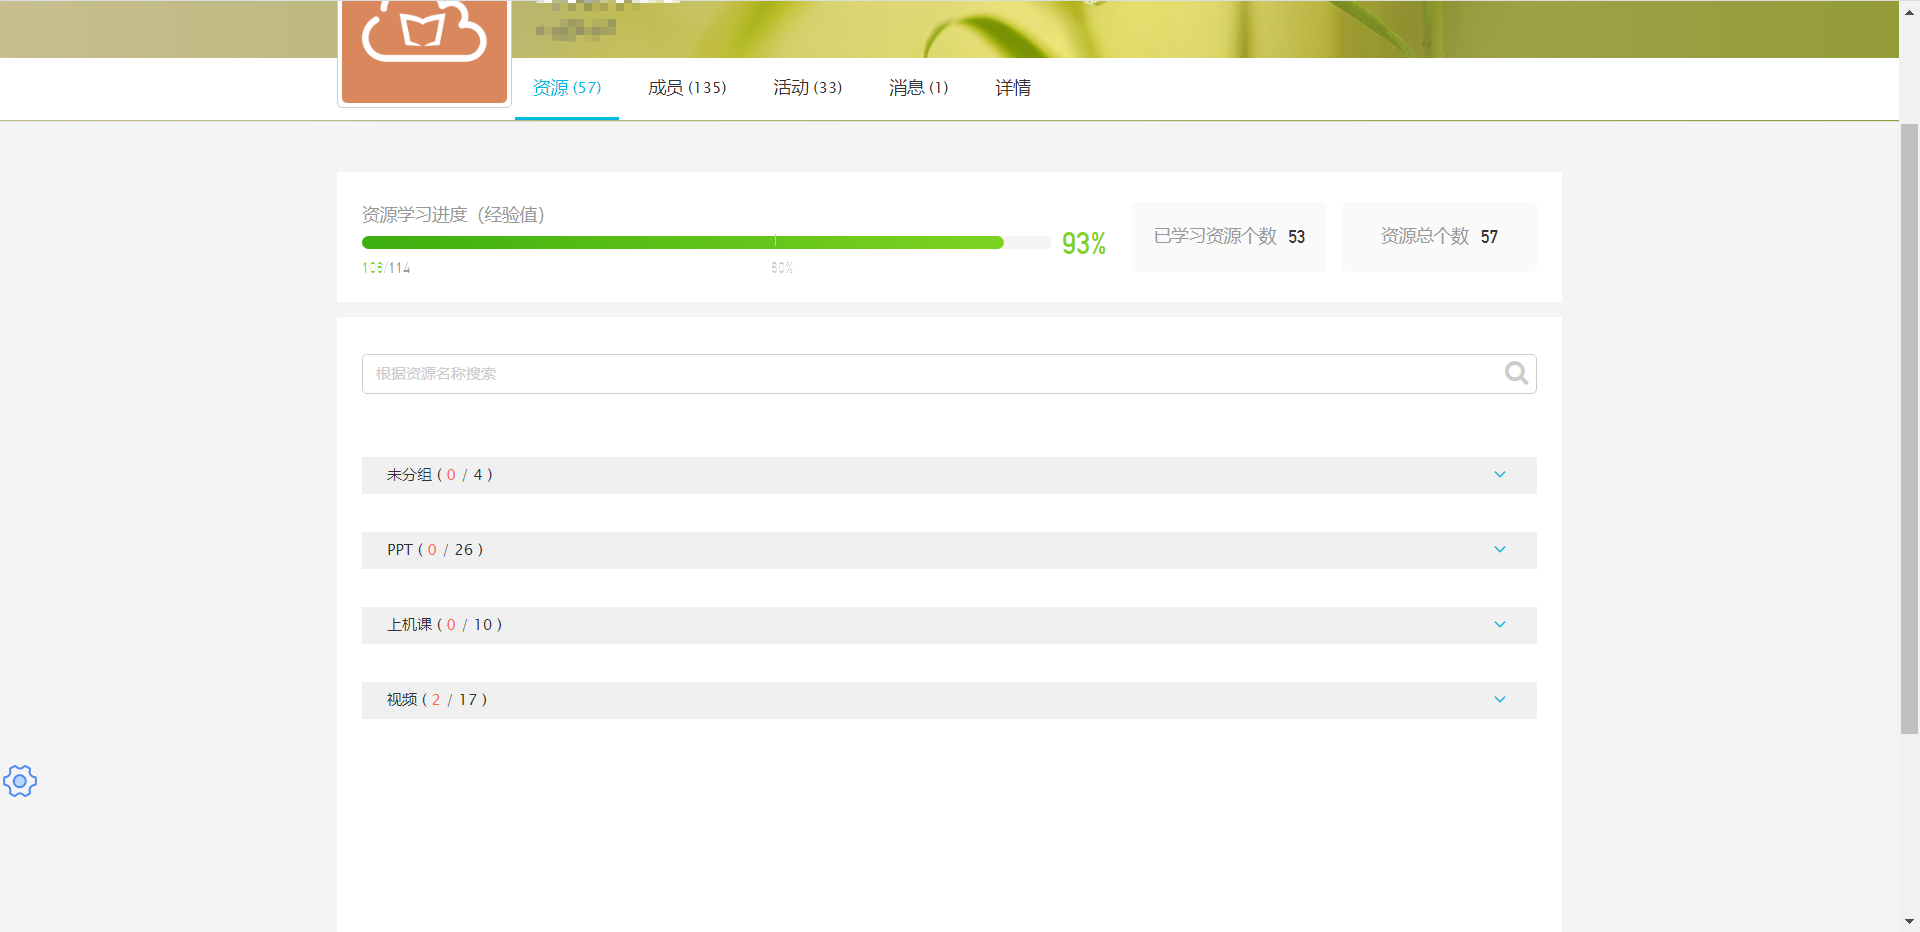 资源 (57) 成员 (135) 活动 (33) 消息 (1) 详情
资源学习进度（经验值）
93%
106/114
60%
已学习资源个数 53
资源总个数 57
根据资源名称搜索
未分组 ( 0 / 4 )
PPT ( 0 / 26 )
上机课 ( 0 / 10 )
视频 ( 2 / 17 )